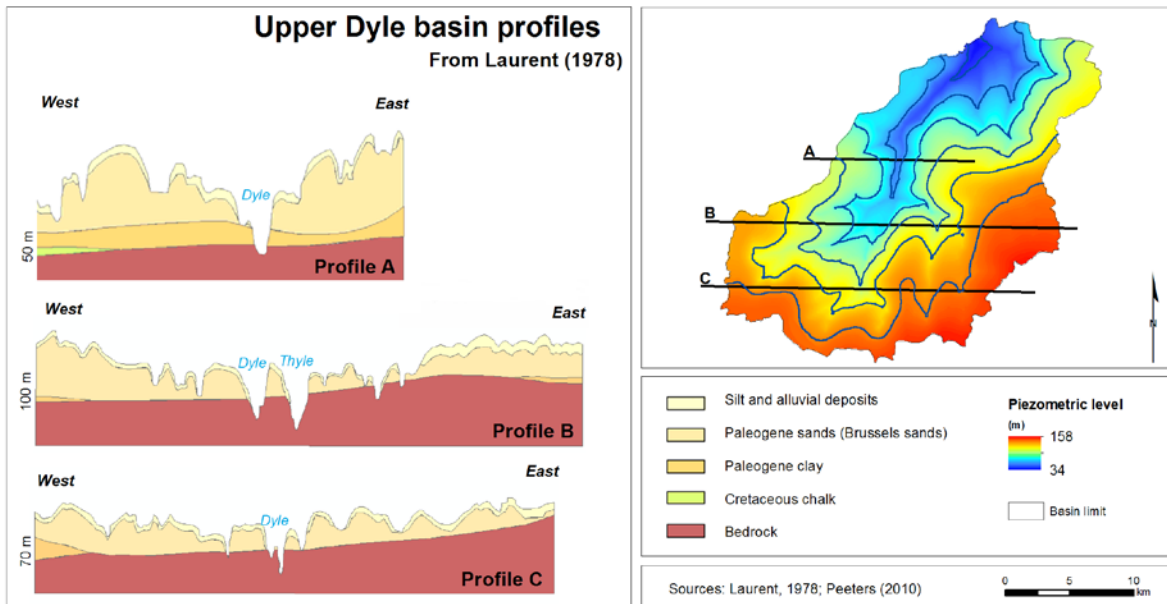 Upper Dyle basin profiles
From Laurent (1978)
West
East
Dyle
50 m
Profile A
West
East
Dyle
Thyle
100 m
Profile B
West
East
Dyle
70 m
Profile C
A
B
C
N
Silt and alluvial deposits
Paleogene sands (Brussels sands)
Paleogene clay
Cretaceous chalk
Bedrock
Piezometric level
(m)
158
34
Basin limit
Sources: Laurent, 1978; Peeters (2010)
0 5 10
km